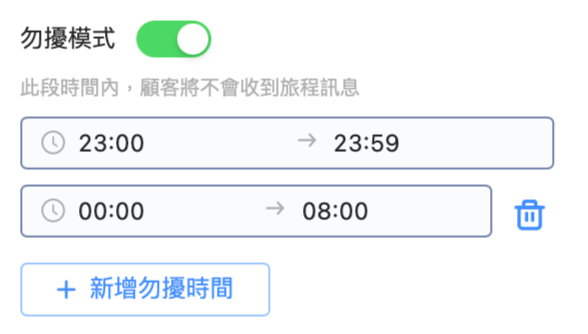 勿擾模式
此段時間內，顧客將不會收到旅程訊息
23:00 → 23:59
00:00 → 08:00
+ 新增勿擾時間